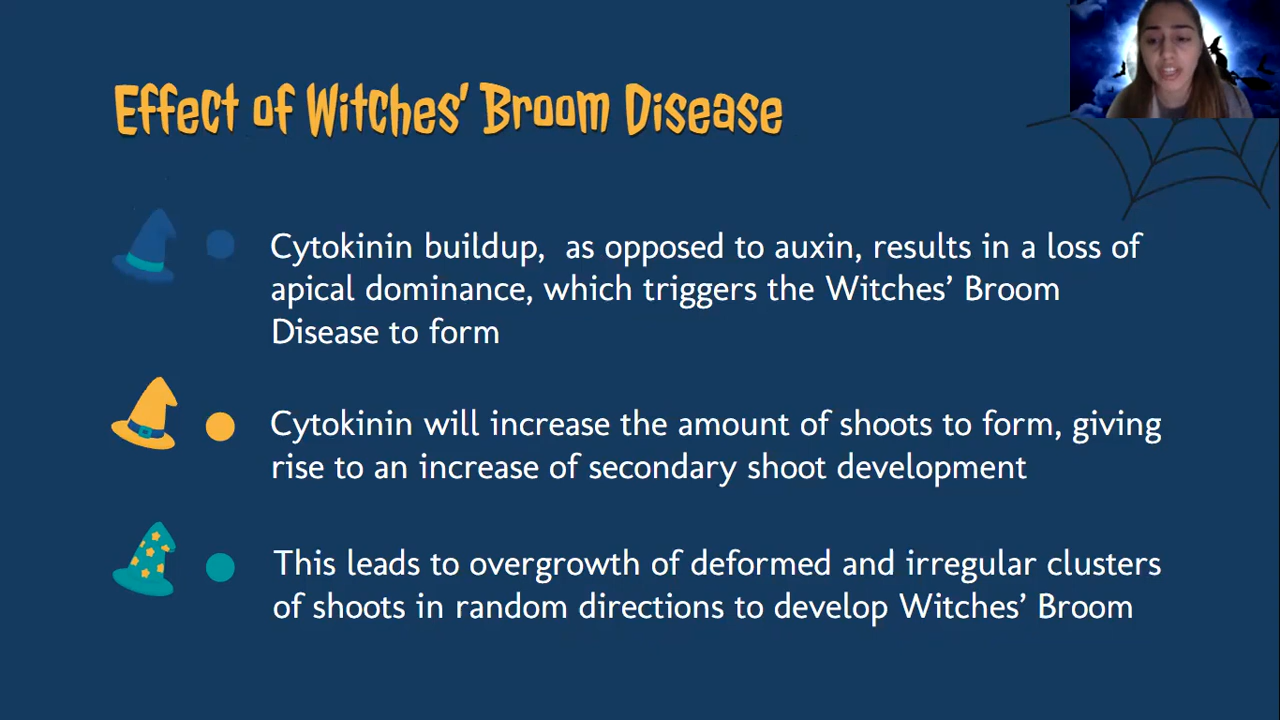 Effect of Witches' Broom Disease
Cytokinin buildup,  as opposed to auxin, results in a loss of
apical dominance, which triggers the Witches' Broom
Disease to form
Cytokinin will increase the amount of shoots to form, giving
rise to an increase of secondary shoot development
This leads to overgrowth of deformed and irregular clusters
of shoots in random directions to develop Witches' Broom